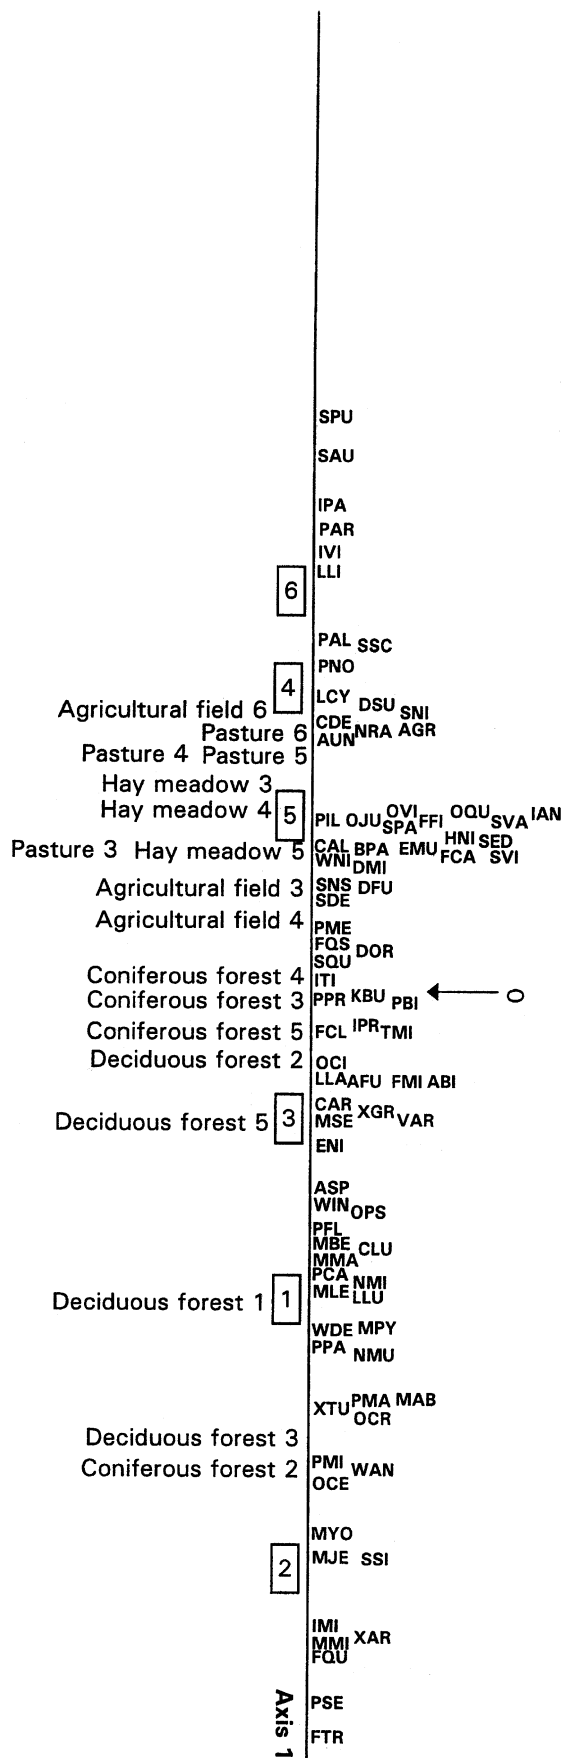 SPU
SAU
IPA
PAR
IVI
LLI
6
PAL SSC
PNO
4
LCY DSU SNI
Agricultural field 6
CDE NRA AGR
Pasture 6
AUN
Pasture 4 Pasture 5
Hay meadow 3
Hay meadow 4 5
PIL OJU OVI SPA FFI OQU SVA IAN
Pasture 3 Hay meadow 5
CAL BPA EMU HNI SED
WNI DMI FCA SVI
Agricultural field 3 SNS DFU
SDE
Agricultural field 4
PME
FQS DOR
SQU
Coniferous forest 4 ITI
Coniferous forest 3 PPR KBU PBI 0
Coniferous forest 5 FCL IPR TMI
Deciduous forest 2 OCI
LLA AFU FMI ABI
CAR XGR
Deciduous forest 5 3 MSE VAR
ENI
ASP
WIN OPS
PFL
MBE CLU
MMA
PCA NMI
Deciduous forest 1 1 MLE LLU
WDE MPY
PPA NMU
XTU PMA MAB
OCR
Deciduous forest 3
Coniferous forest 2 PMI WAN
OCE
MYO
2 MJE SSI
IMI
MMI XAR
FQU
PSE
FTR
Axis 1